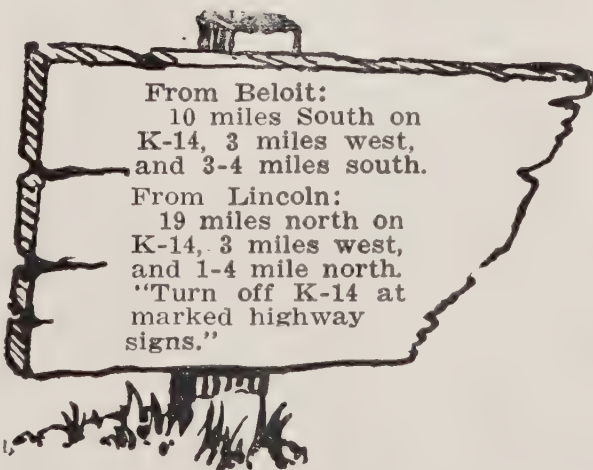 From Beloit:
10 miles South on
K-14, 3 miles west,
and 3-4 miles south.
From Lincoln:
19 miles north on
K-14, 3 miles west,
and 1-4 mile north.
"Turn off K-14 at
marked highway
signs."